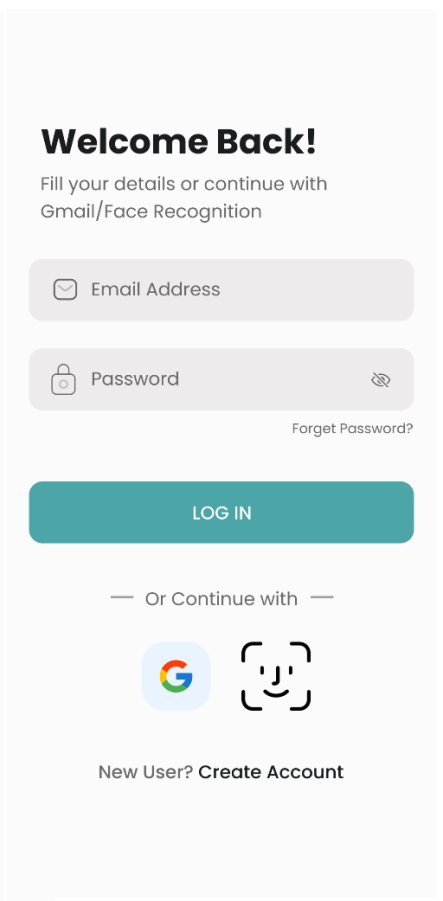 Welcome Back!
Fill your details or continue with
Gmail/Face Recognition
Email Address
Password
Forget Password?
LOG IN
Or Continue with
G
New User? Create Account